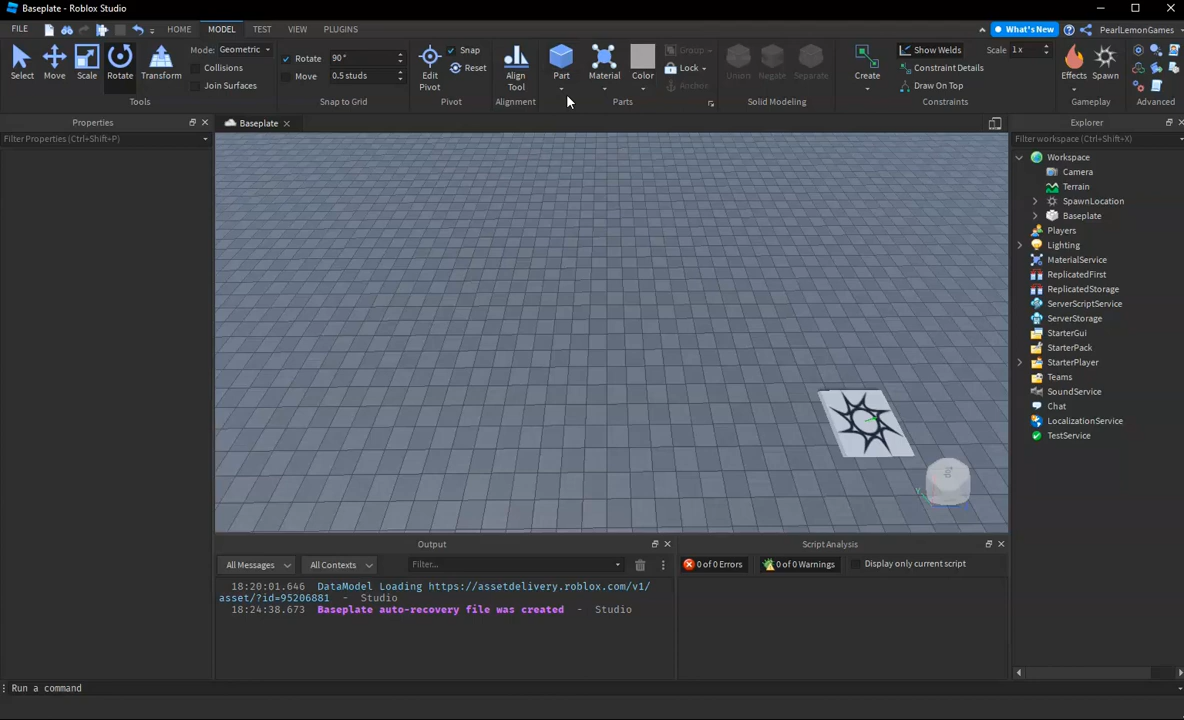 Baseplate - Roblox Studio
FILE HOME MODEL TEST VIEW PLUGINS What's New PearlLemonGames
Select Move Scale Rotate Transform
Mode: Geometric
Collisions
Join Surfaces
Rotate 90°
Move 0.5 studs
Edit Pivot
Snap
Reset
Align Tool
Part Material Color
Group
Lock
Anchor
Union Negate Separate
Create
Show Welds Scale 1 x
Constraint Details
Draw On Top
Effects Spawn
Tools Snap to Grid Pivot Alignment Parts Solid Modeling Constraints Gameplay Advanced
Properties
Filter Properties (Ctrl+Shift+P)
Baseplate
Explorer
Filter workspace (Ctrl+Shift+X)
Workspace
Camera
Terrain
SpawnLocation
Baseplate
Players
Lighting
MaterialService
ReplicatedFirst
ReplicatedStorage
ServerScriptService
ServerStorage
StarterGui
StarterPack
StarterPlayer
Teams
SoundService
Chat
LocalizationService
TestService
Top
Y
Output
All Messages All Contexts Filter...
18:20:01.646 DataModel Loading https://assetdelivery.roblox.com/v1/
asset/?id=95206881 - Studio
18:24:38.673 Baseplate auto-recovery file was created - Studio
Script Analysis
0 of 0 Errors 0 of 0 Warnings Display only current script
Run a command